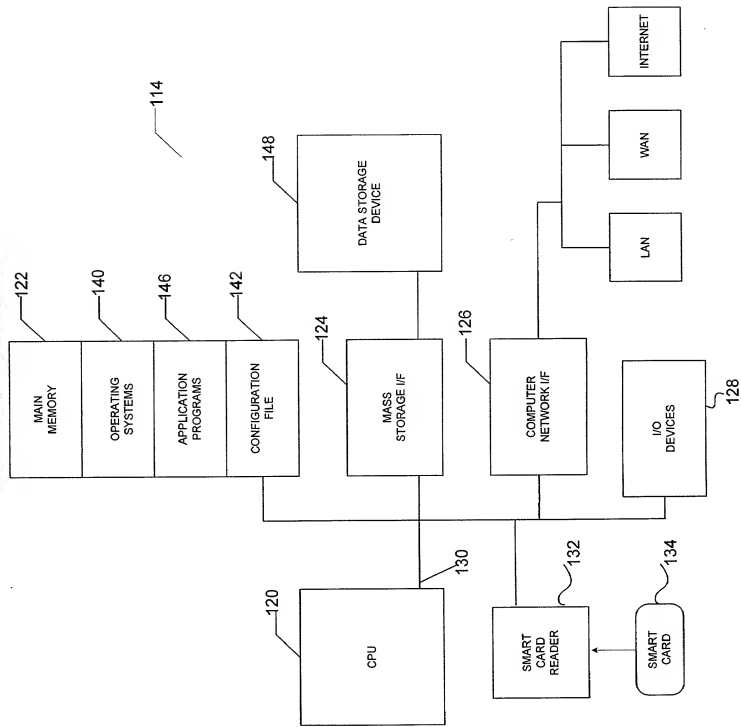 114
122
140
146
142
MAIN
MEMORY
OPERATING
SYSTEMS
APPLICATION
PROGRAMS
CONFIGURATION
FILE
148
DATA STORAGE
DEVICE
124
MASS
STORAGE I/F
126
COMPUTER
NETWORK I/F
LAN
WAN
INTERNET
I/O
DEVICES
128
120
CPU
130
132
SMART
CARD
READER
134
SMART
CARD